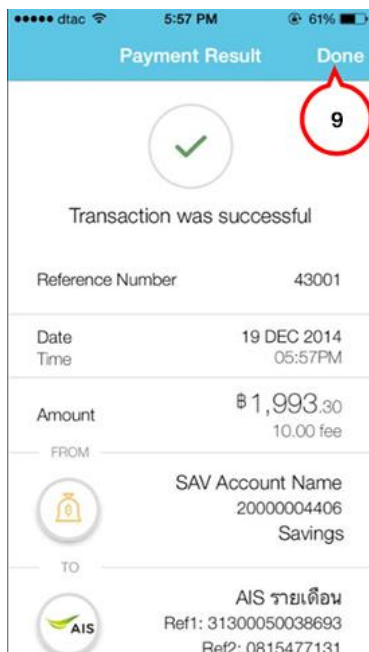 dtac 5:57 PM 61%
Payment Result Done
9
Transaction was successful
Reference Number 43001
Date 19 DEC 2014
Time 05:57PM
Amount ฿1,993.30
10.00 fee
FROM
SAV Account Name
20000004406
Savings
TO
AIS รายเดือน
AIS Ref1: 31300050038693
Ref2: 0815477131